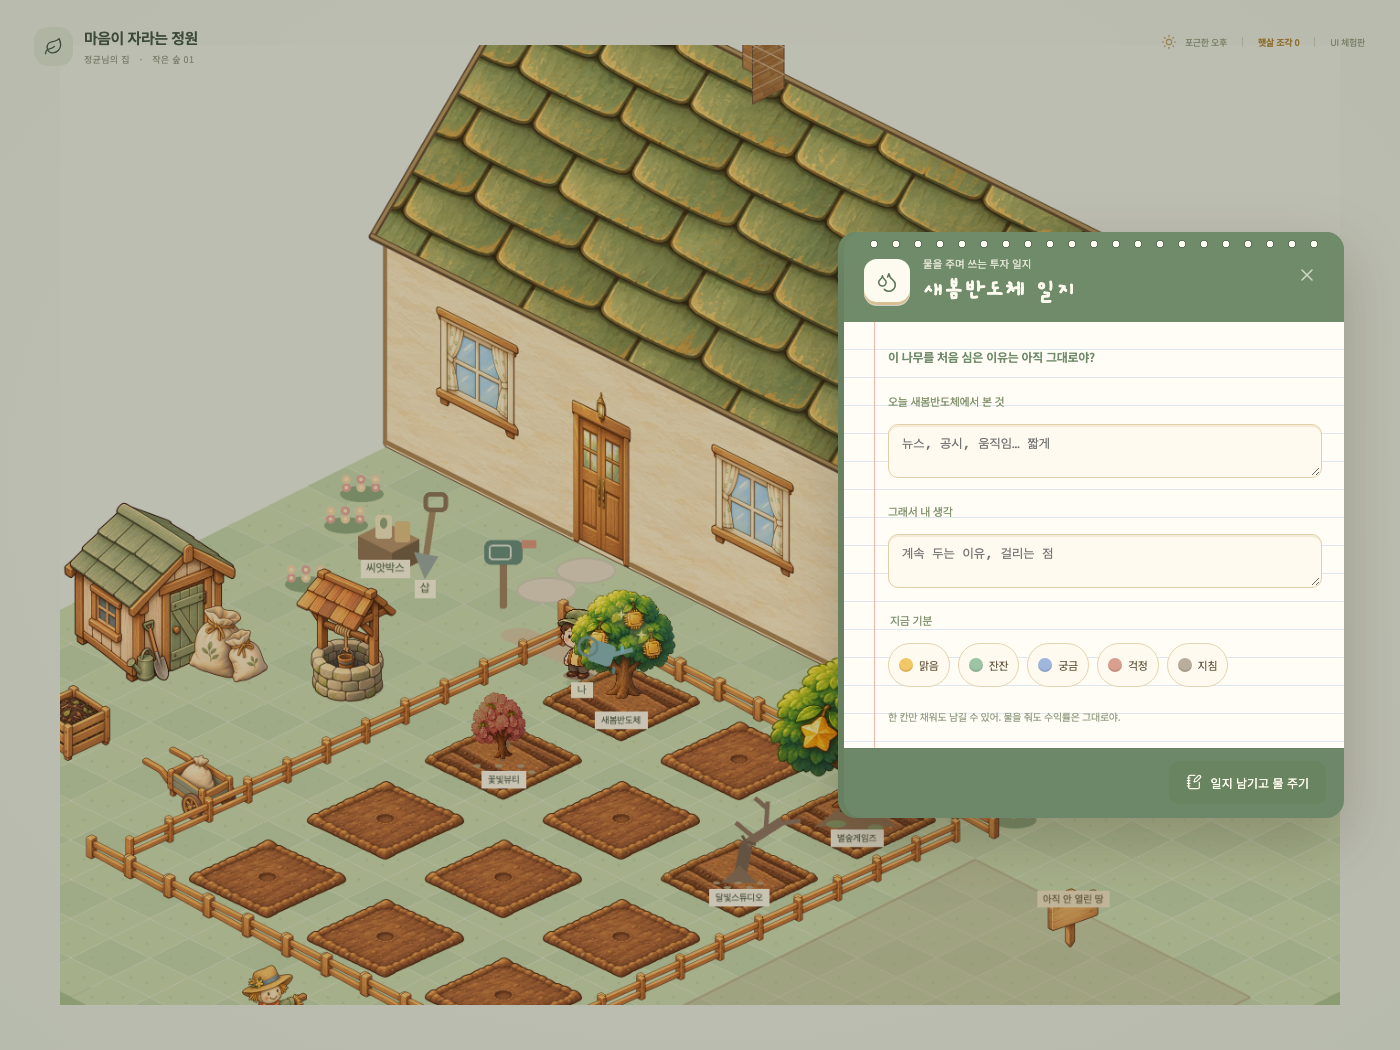 마음이 자라는 정원
정균님의 집 · 작은 숲 01
포근한 오후
햇살 조각 0
UI 체험판
물을 주며 쓰는 투자 일지
새봄반도체 일지
이 나무를 처음 심은 이유는 아직 그대로야?
오늘 새봄반도체에서 본 것
뉴스, 공시, 움직임… 짧게
그래서 내 생각
계속 두는 이유, 걸리는 점
지금 기분
맑음
잔잔
궁금
걱정
지침
한 칸만 채워도 남길 수 있어. 물을 줘도 수익률은 그대로야.
일지 남기고 물 주기
씨앗박스
삽
나
새봄반도체
꽃빛뷰티
별숲게임즈
달빛스튜디오
아직 안 열린 땅